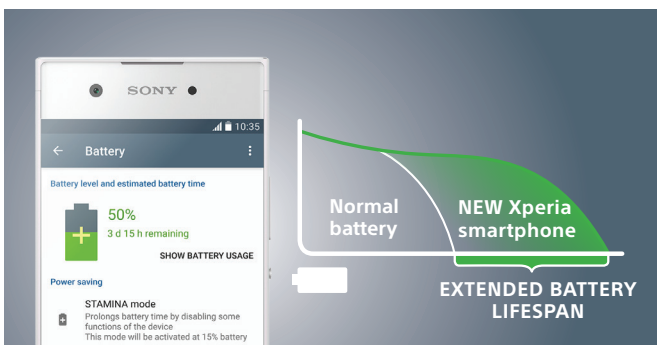 SONY
10:35
Battery
Battery level and estimated battery time
50%
3 d 15 h remaining
SHOW BATTERY USAGE
Power saving
STAMINA mode
Prolongs battery time by disabling some
functions of the device
This mode will be activated at 15% battery
Normal
battery
NEW Xperia
smartphone
EXTENDED BATTERY
LIFESPAN